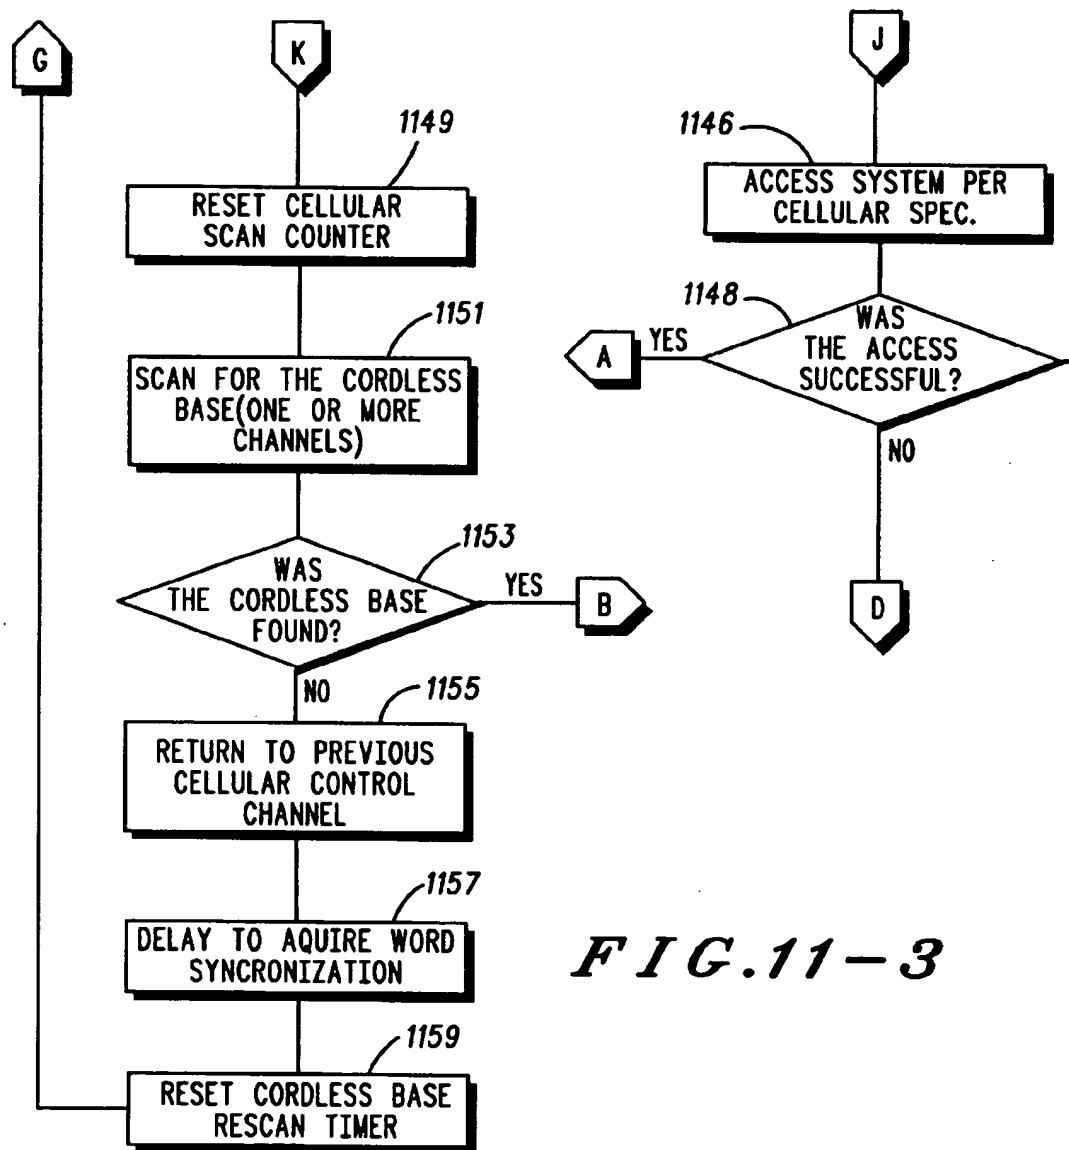 G
K
1149
RESET CELLULAR
SCAN COUNTER
1151
SCAN FOR THE CORDLESS
BASE(ONE OR MORE
CHANNELS)
1153
WAS
THE CORDLESS BASE
FOUND?
YES
B
NO
1155
RETURN TO PREVIOUS
CELLULAR CONTROL
CHANNEL
1157
DELAY TO AQUIRE WORD
SYNCRONIZATION
1159
RESET CORDLESS BASE
RESCAN TIMER
J
1146
ACCESS SYSTEM PER
CELLULAR SPEC.
1148
WAS
THE ACCESS
SUCCESSFUL?
YES
A
NO
D
FIG.11-3